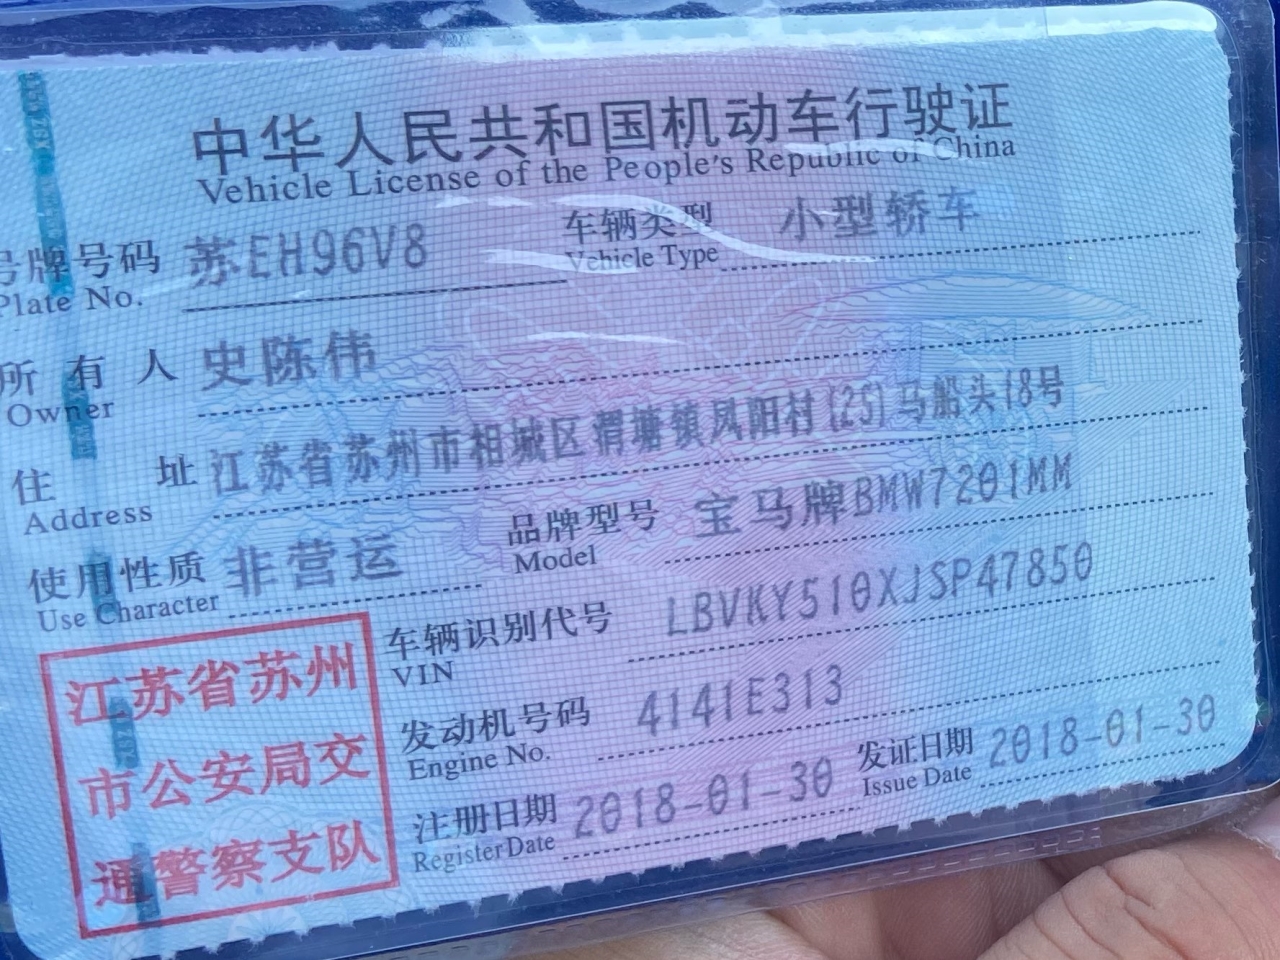 中华人民共和国机动车行驶证
Vehicle License of the People's Republic of China
号牌号码 苏EH96V8 车辆类型 小型轿车
Plate No. Vehicle Type
所有人 史陈伟
Owner
住址 江苏省苏州市相城区渭塘镇凤阳村(25)马船头18号
Address
使用性质 非营运 品牌型号 宝马牌BMW7201MM
Use Character Model
车辆识别代号 LBVKY510XJSP47850
VIN
发动机号码 4141E313
Engine No.
注册日期 2018-01-30 发证日期 2018-01-30
Register Date Issue Date
江苏省苏州
市公安局交
通警察支队